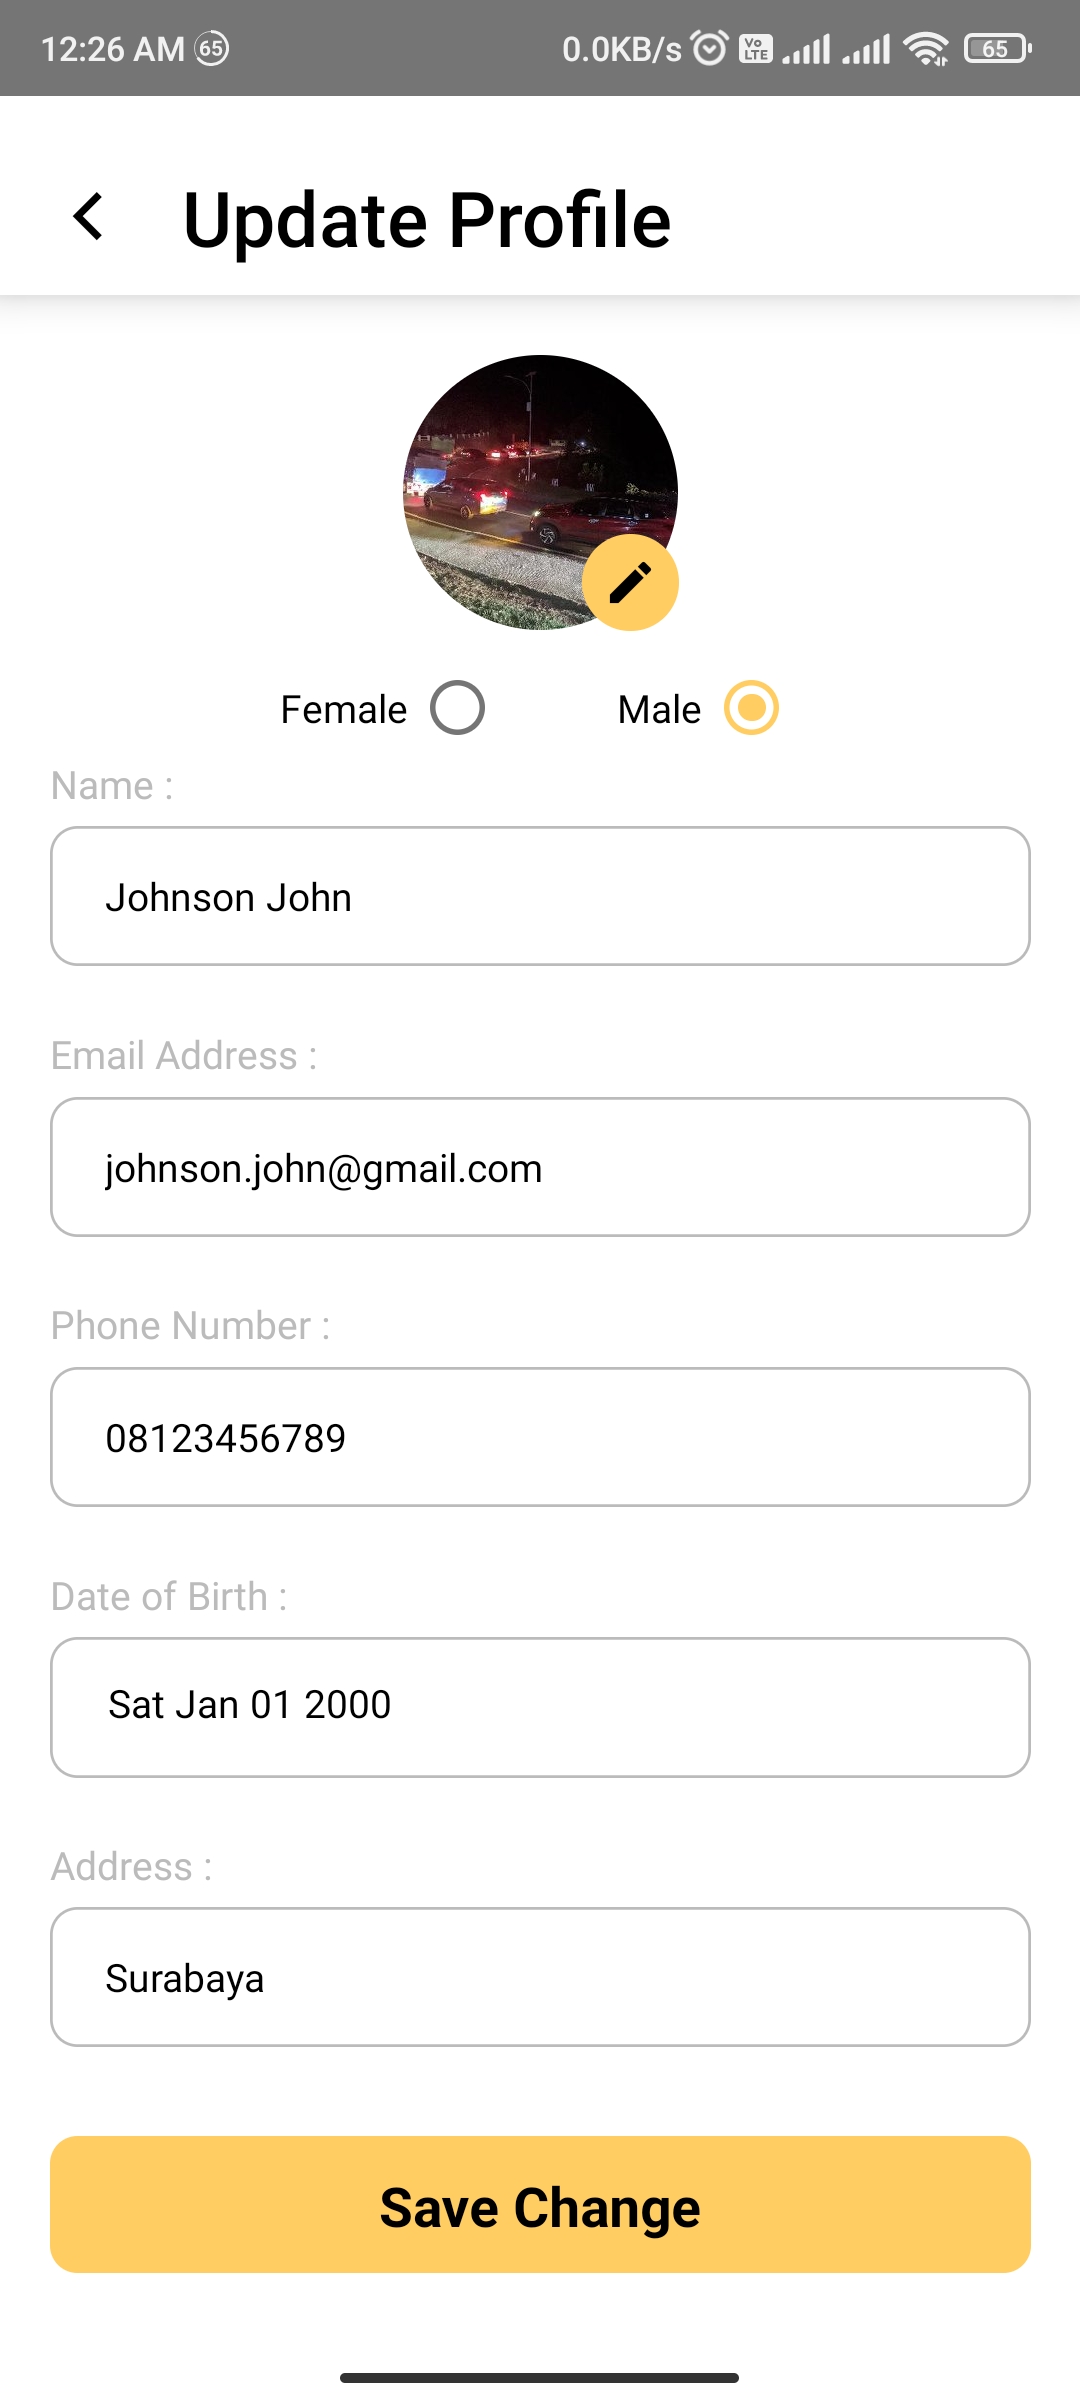 12:26 AM 65 0.0KB/s Vo LTE 65
Update Profile
Female Male
Name :
Johnson John
Email Address :
johnson.john@gmail.com
Phone Number :
08123456789
Date of Birth :
Sat Jan 01 2000
Address :
Surabaya
Save Change